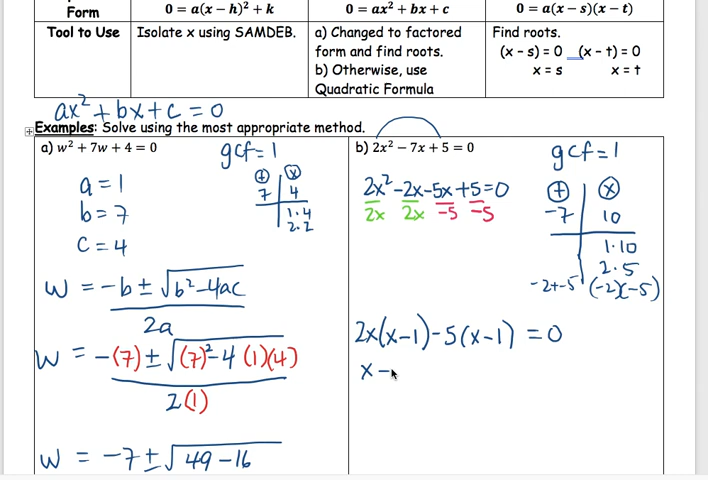 Form
0 = a(x − h)² + k
0 = ax² + bx + c
0 = a(x − s)(x − t)
Tool to Use
Isolate x using SAMDEB.
a) Changed to factored
form and find roots.
b) Otherwise, use
Quadratic Formula
Find roots.
(x - s) = 0 (x - t) = 0
x = s x = t
ax² + bx + c = 0
Examples: Solve using the most appropriate method.
a) w² + 7w + 4 = 0
gcf = 1
a = 1
b = 7
c = 4
+ x
7 4
1·4
2·2
w = -b ± √b² - 4ac
2a
w = -(7) ± √(7)² - 4 (1)(4)
2(1)
w = -7 ± √49 - 16
b) 2x² − 7x + 5 = 0
gcf = 1
2x² - 2x - 5x + 5 = 0
2x 2x -5 -5
+ x
-7 10
1·10
2·5
-2+-5 (-2)(-5)
2x(x-1) - 5(x-1) = 0
x -